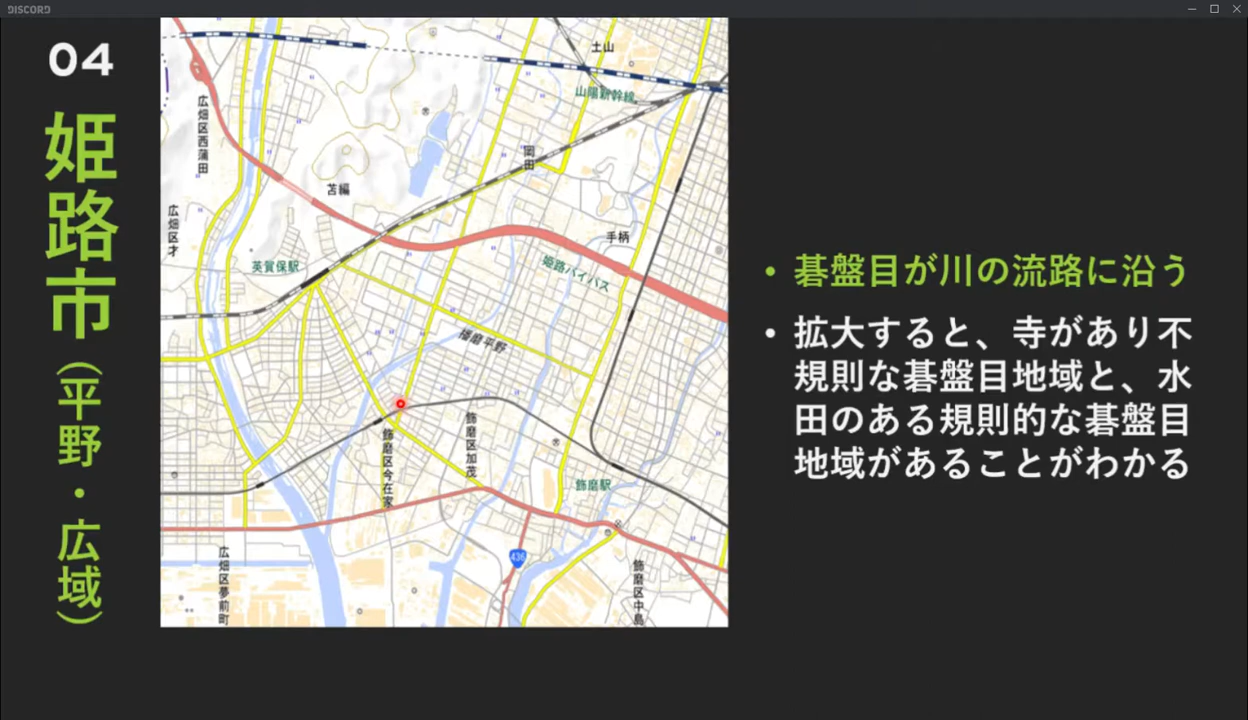 DISCORD
04
姫路市（平野・広域）
土山
山陽新幹線
広畑区西蒲田
岡田
苫編
広畑区才
手柄
英賀保駅
姫路バイパス
播磨平野
飾磨区加茂
飾磨区今在家
飾磨駅
436
広畑区夢前町
飾磨区中島
• 碁盤目が川の流路に沿う
• 拡大すると、寺があり不
規則な碁盤目地域と、水
田のある規則的な碁盤目
地域があることがわかる